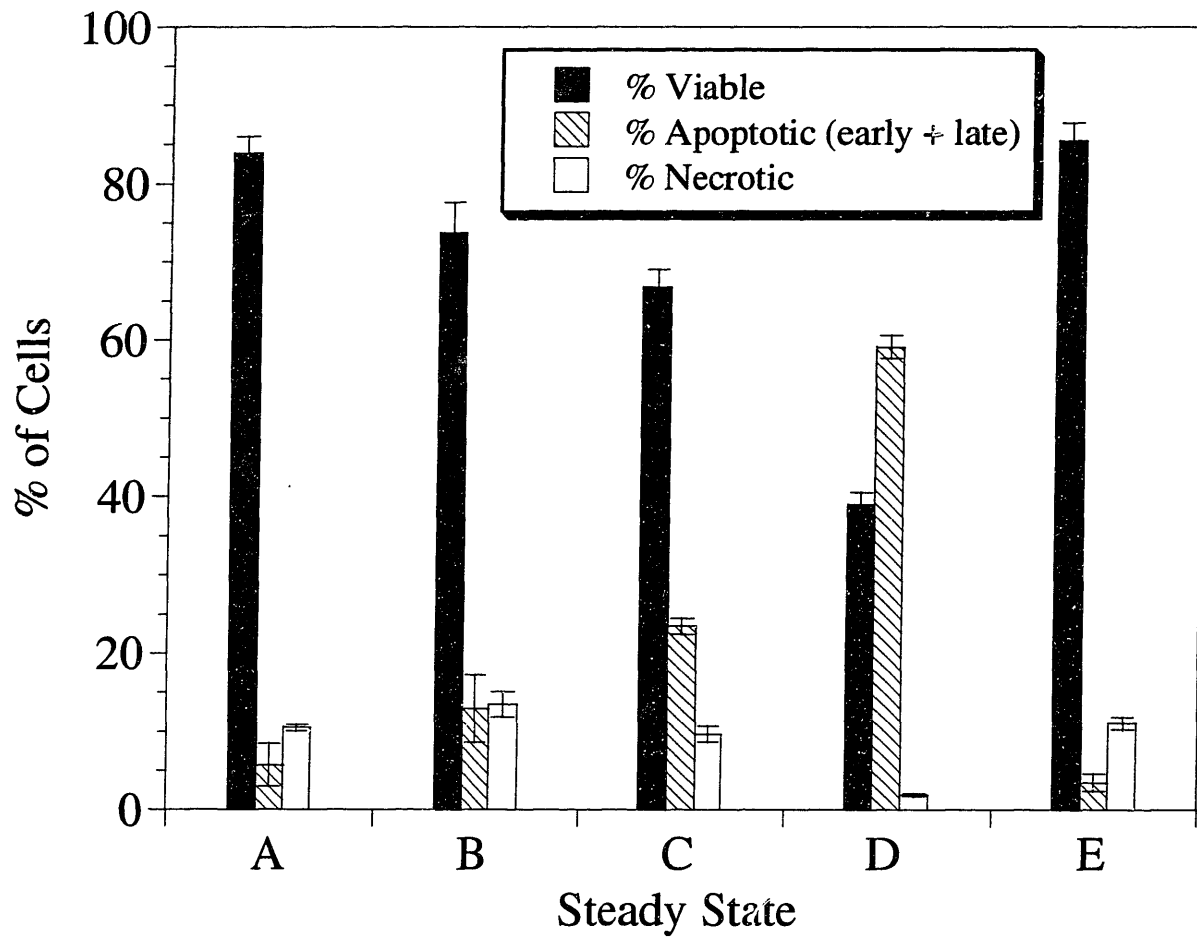 100
80
60
40
20
0
% of Cells
% Viable
% Apoptotic (early + late)
% Necrotic
A B C D E
Steady State